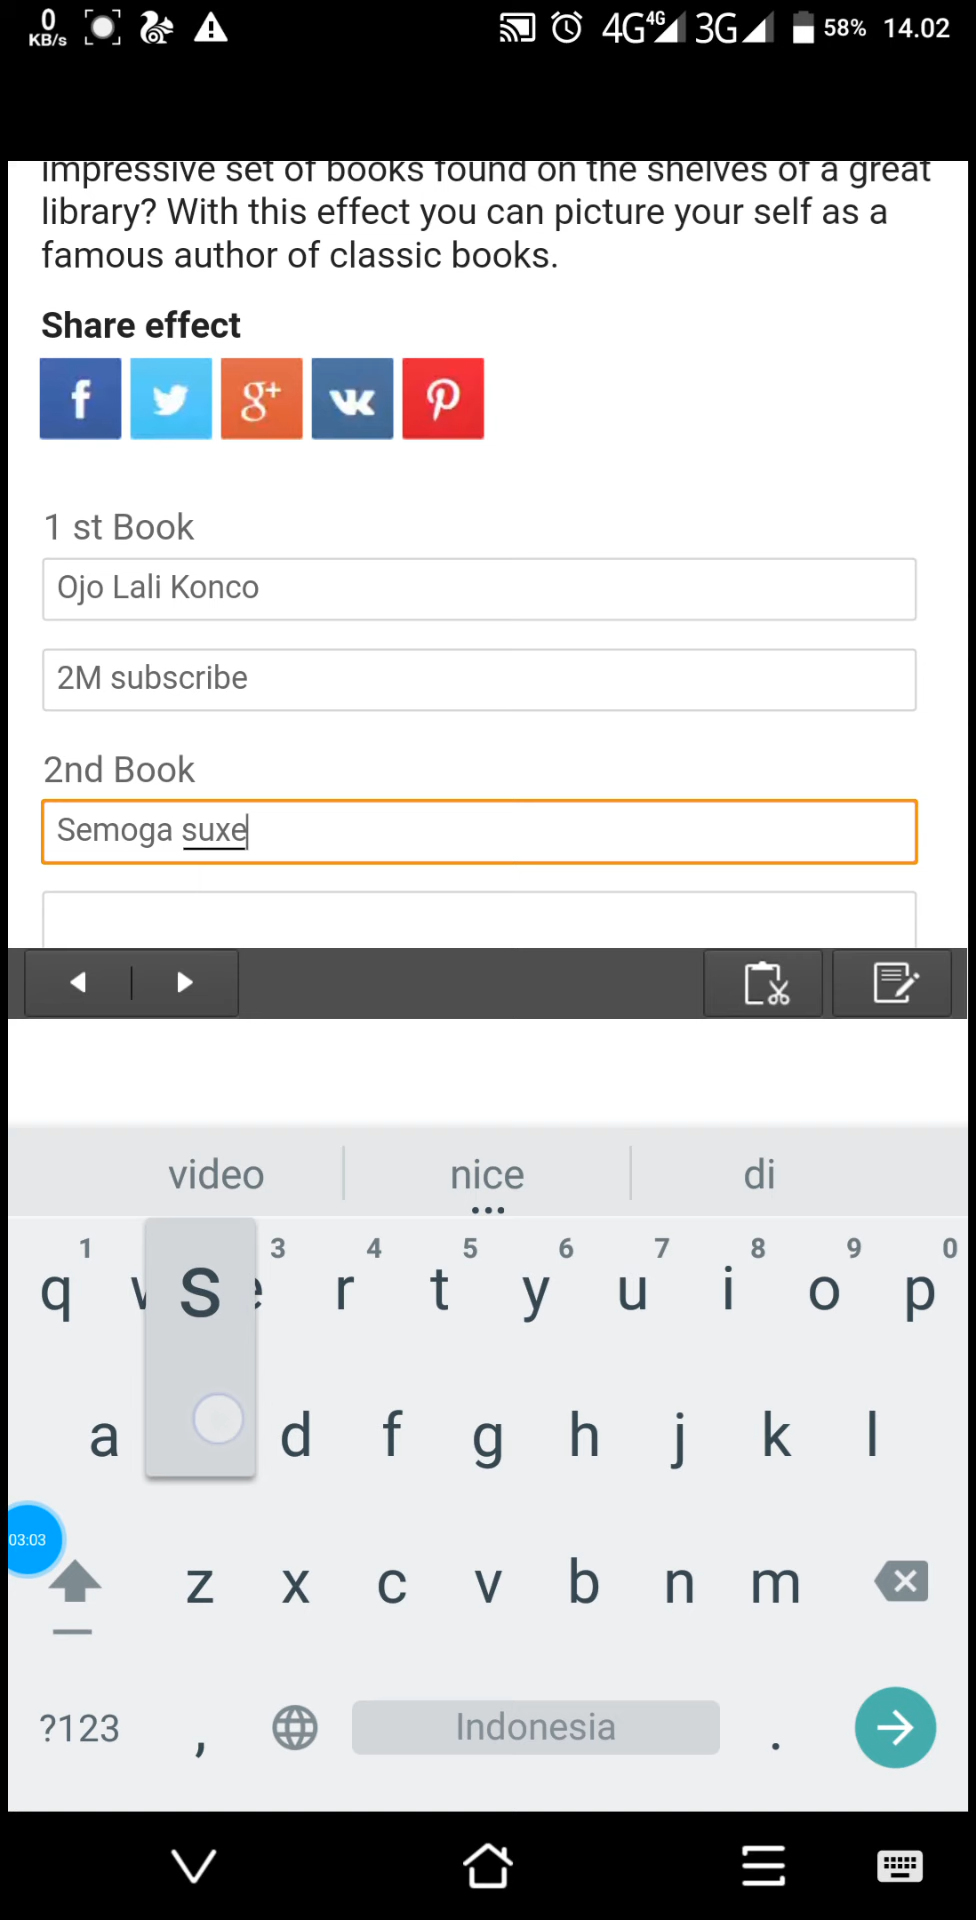 0
KB/s
4G 4G 3G 58% 14.02
impressive set of books found on the shelves of a great
library? With this effect you can picture your self as a
famous author of classic books.
Share effect
f g+ VK P
1 st Book
Ojo Lali Konco
2M subscribe
2nd Book
Semoga suxe
video nice di
1 3 4 5 6 7 8 9 0
q w S e r t y u i o p
a d f g h j k l
03:03
z x c v b n m
?123 , Indonesia .